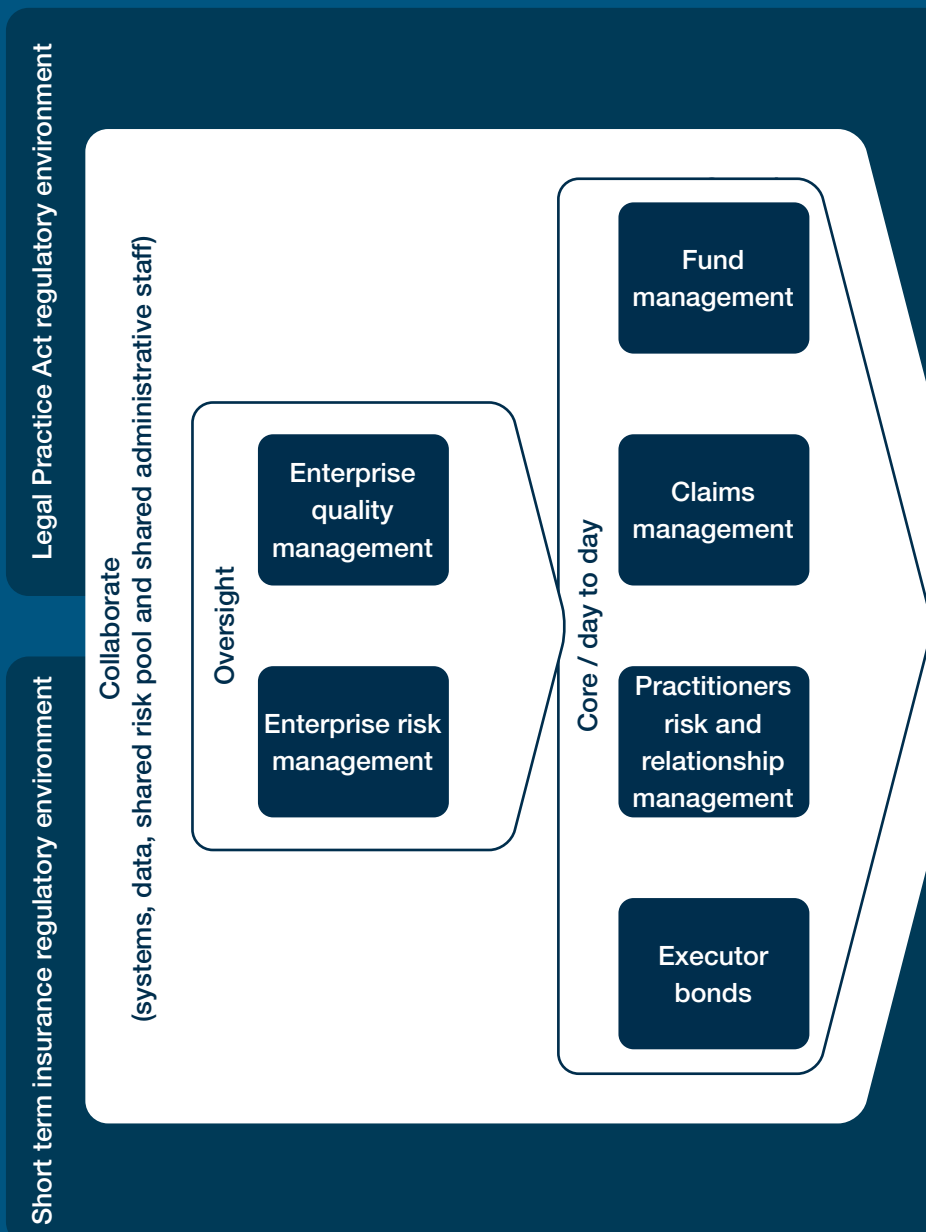 Legal Practice Act regulatory environment
Short term insurance regulatory environment
Collaborate
(systems, data, shared risk pool and shared administrative staff)
Oversight
Enterprise
quality
management
Enterprise risk
management
Core / day to day
Fund
management
Claims
management
Practitioners
risk and
relationship
management
Executor
bonds